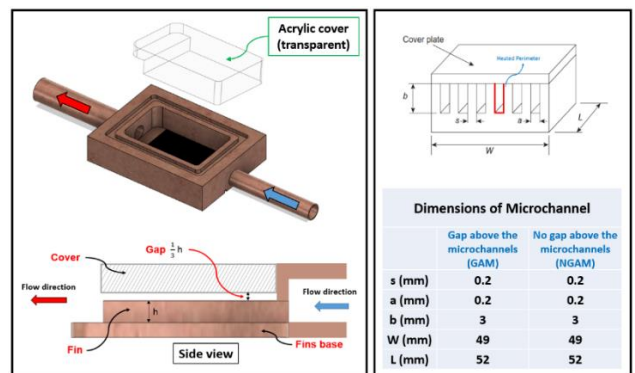 Acrylic cover
(transparent)
Cover
Gap 1/3 h
Flow direction
Flow direction
h
Fin
Side view
Fins base
Cover plate
Heated Perimeter
b
s
a
L
W
Dimensions of Microchannel
Gap above the microchannels (GAM) No gap above the microchannels (NGAM)
s (mm) 0.2 0.2
a (mm) 0.2 0.2
b (mm) 3 3
W (mm) 49 49
L (mm) 52 52